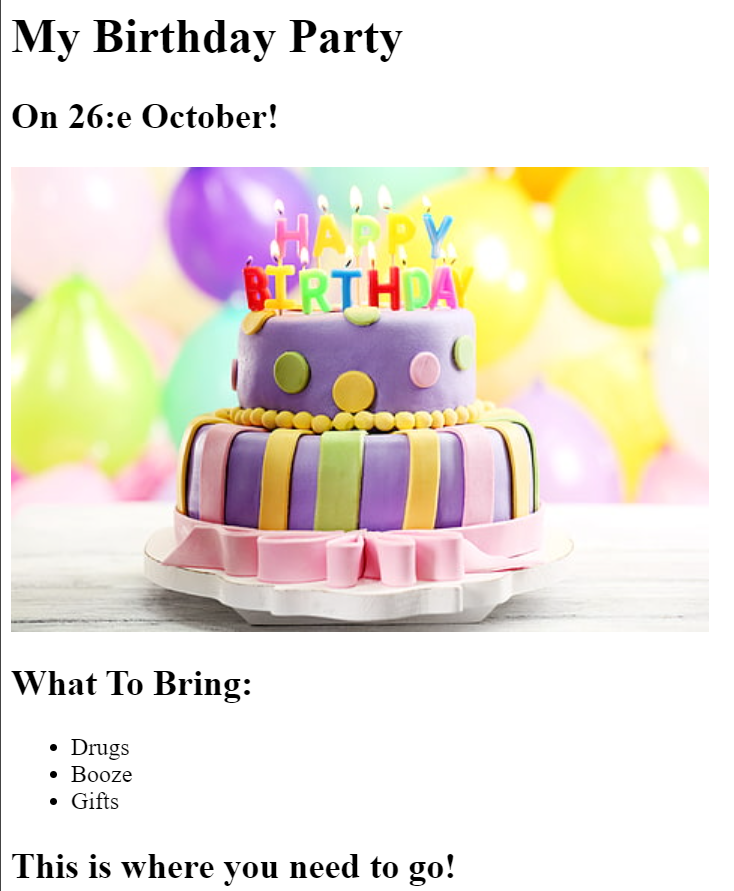 My Birthday Party
On 26:e October!
HAPPY
BIRTHDAY
What To Bring:
Drugs
Booze
Gifts
This is where you need to go!